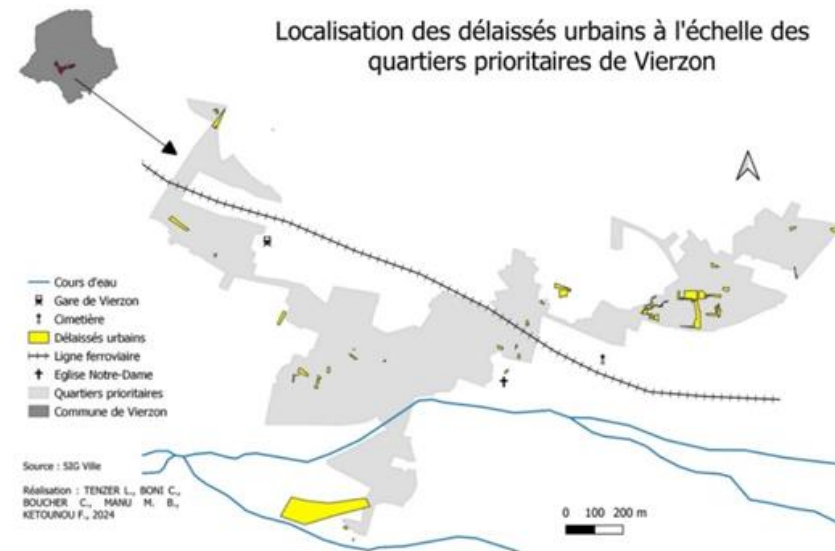 Localisation des délaissés urbains à l'échelle des
quartiers prioritaires de Vierzon
Cours d'eau
Gare de Vierzon
Cimetière
Délaissés urbains
Ligne ferroviaire
Eglise Notre-Dame
Quartiers prioritaires
Commune de Vierzon
Source : SIG Ville
Réalisation : TENZER L., BONI C.,
BOUCHER C., MANU M. B.,
KETOUNOU F., 2024
0 100 200 m